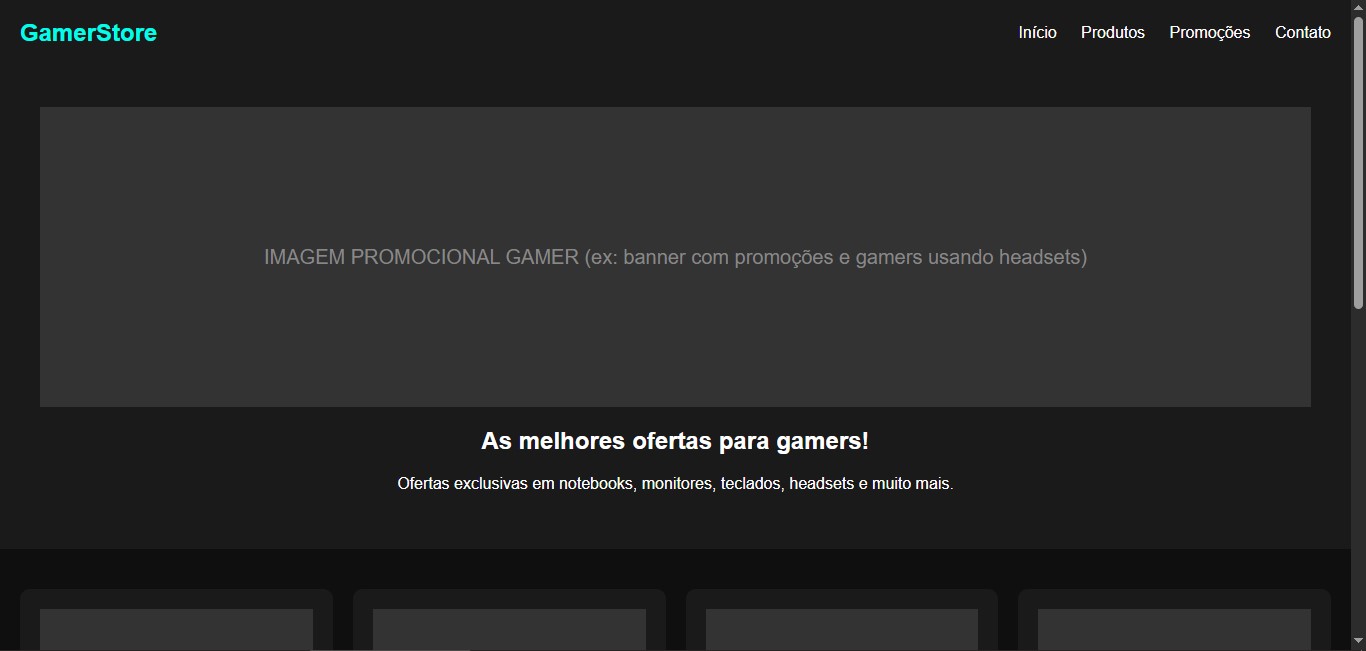 GamerStore
Início Produtos Promoções Contato
IMAGEM PROMOCIONAL GAMER (ex: banner com promoções e gamers usando headsets)
As melhores ofertas para gamers!
Ofertas exclusivas em notebooks, monitores, teclados, headsets e muito mais.